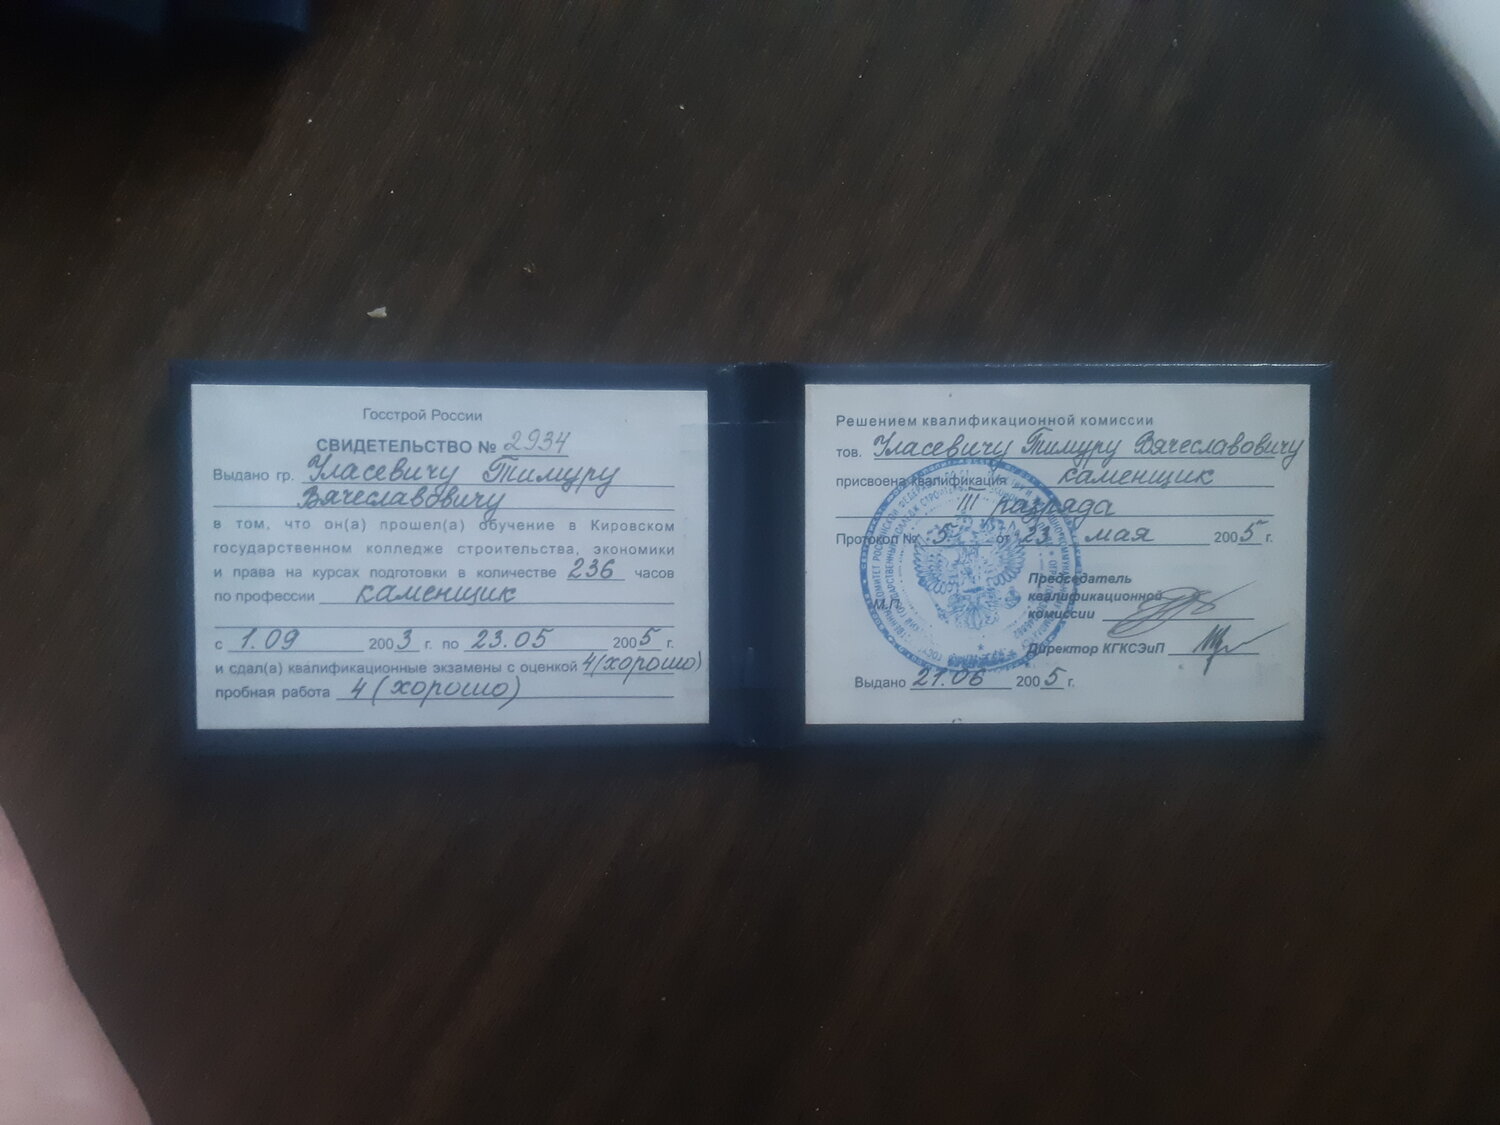 Госстрой России
СВИДЕТЕЛЬСТВО № 2934
Выдано гр. Уласевичу Тимуру
Вячеславовичу
в том, что он(а) прошел(а) обучение в Кировском
государственном колледже строительства, экономики
и права на курсах подготовки в количестве 236 часов
по профессии каменщик
с 1.09 2003 г. по 23.05 2005 г.
и сдал(а) квалификационные экзамены с оценкой 4(хорошо)
пробная работа 4 (хорошо)
Решением квалификационной комиссии
тов. Уласевичу Тимуру Вячеславовичу
присвоена квалификация каменщик
III разряда
Протокол № 5 от 23 мая 2005 г.
Председатель
квалификационной
М.П.
комиссии
Директор КГКСЭиП
Выдано 21.06 2005 г.